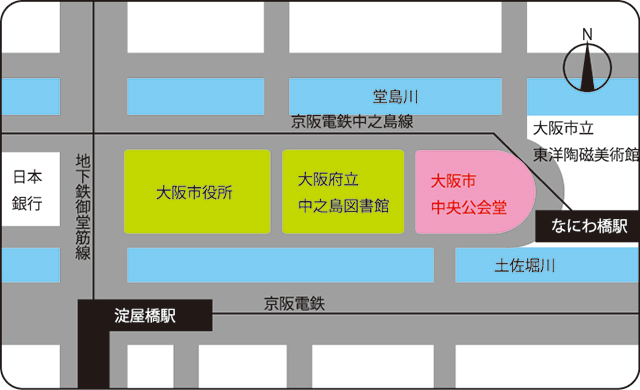 N
堂島川
京阪電鉄中之島線
大阪市立
東洋陶磁美術館
日本
銀行
地下鉄御堂筋線
大阪市役所
大阪府立
中之島図書館
大阪市
中央公会堂
なにわ橋駅
土佐堀川
京阪電鉄
淀屋橋駅